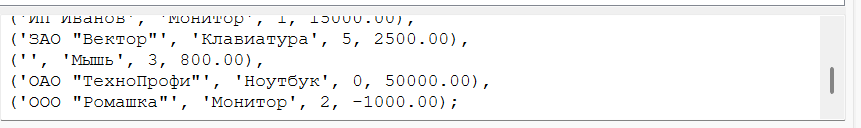 ('ИП Иванов', 'Монитор', 1, 15000.00),
('ЗАО "Вектор"', 'Клавиатура', 5, 2500.00),
('', 'Мышь', 3, 800.00),
('ОАО "ТехноПрофи"', 'Ноутбук', 0, 50000.00),
('ООО "Ромашка"', 'Монитор', 2, -1000.00);